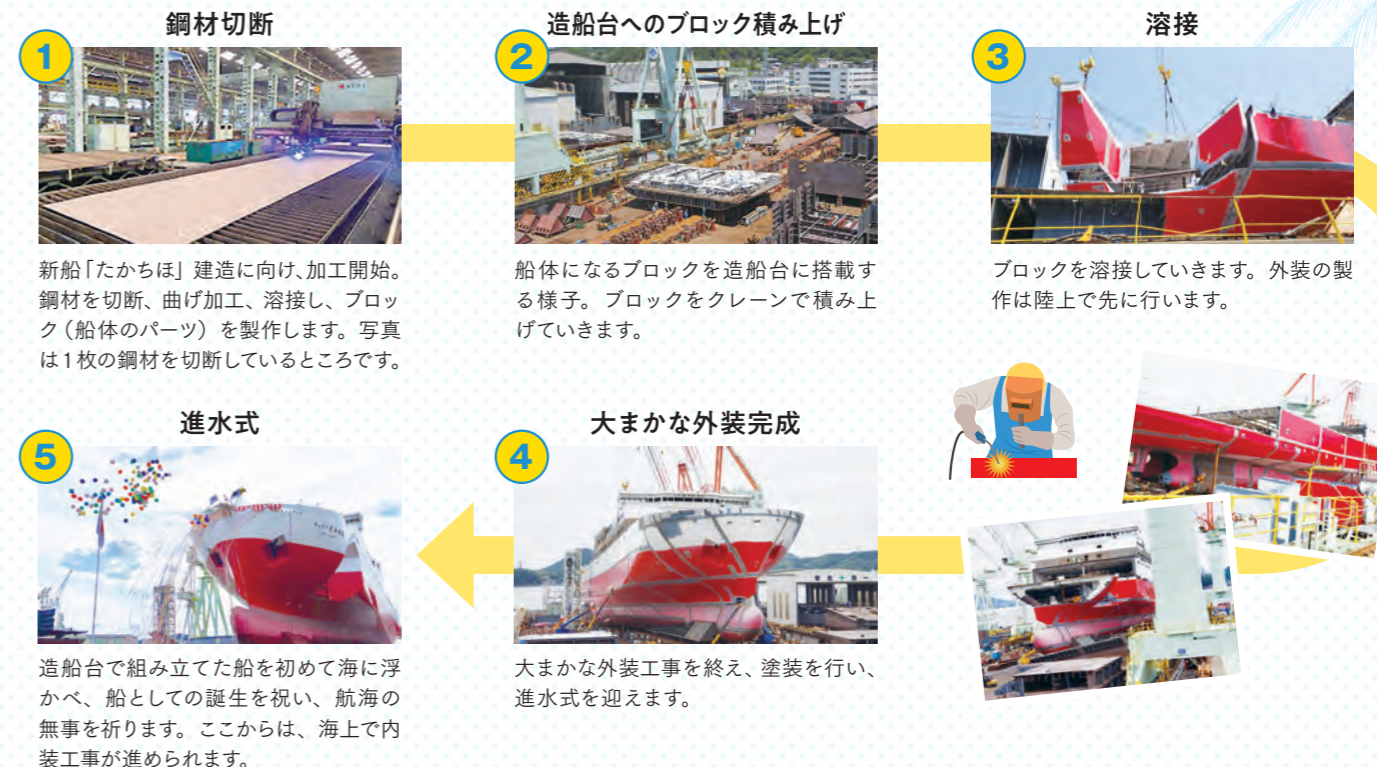 鋼材切断
1
新船「たかちほ」建造に向け、加工開始。
鋼材を切断、曲げ加工、溶接し、ブロッ
ク（船体のパーツ）を製作します。写真
は1枚の鋼材を切断しているところです。
造船台へのブロック積み上げ
2
船体になるブロックを造船台に搭載す
る様子。ブロックをクレーンで積み上
げていきます。
溶接
3
ブロックを溶接していきます。外装の製
作は陸上で先に行います。
大まかな外装完成
4
大まかな外装工事を終え、塗装を行い、
進水式を迎えます。
進水式
5
造船台で組み立てた船を初めて海に浮
かべ、船としての誕生を祝い、航海の
無事を祈ります。ここからは、海上で内
装工事が進められます。